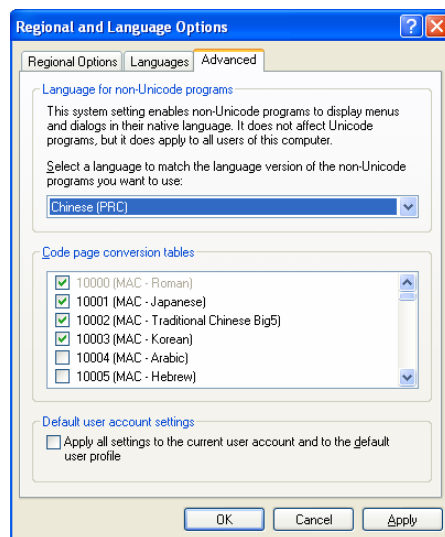 Regional and Language Options
Regional Options
Languages
Advanced
Language for non-Unicode programs
This system setting enables non-Unicode programs to display menus
and dialogs in their native language. It does not affect Unicode
programs, but it does apply to all users of this computer.
Select a language to match the language version of the non-Unicode
programs you want to use:
Chinese (PRC)
Code page conversion tables
10000 (MAC - Roman)
10001 (MAC - Japanese)
10002 (MAC - Traditional Chinese Big5)
10003 (MAC - Korean)
10004 (MAC - Arabic)
10005 (MAC - Hebrew)
Default user account settings
Apply all settings to the current user account and to the default
user profile
OK
Cancel
Apply